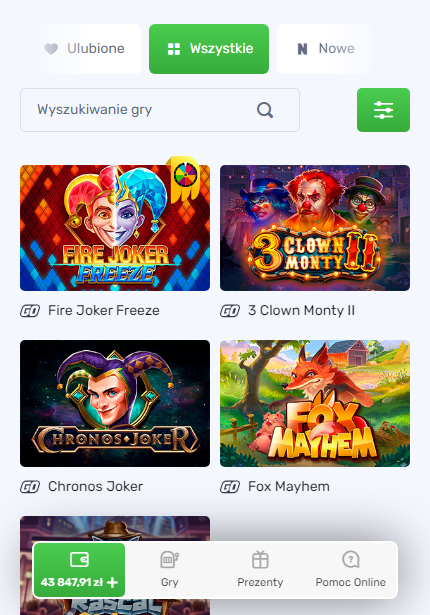 Ulubione
Wszystkie
N Nowe
Wyszukiwanie gry
FIRE JOKER
FREEZE
3 CLOWN MONTY II
GO Fire Joker Freeze
GO 3 Clown Monty II
CHRONOS JOKER
FOX
MAYHEM
GO Chronos Joker
GO Fox Mayhem
43 847,91 zł +
Gry
Prezenty
? Pomoc Online
Rascal